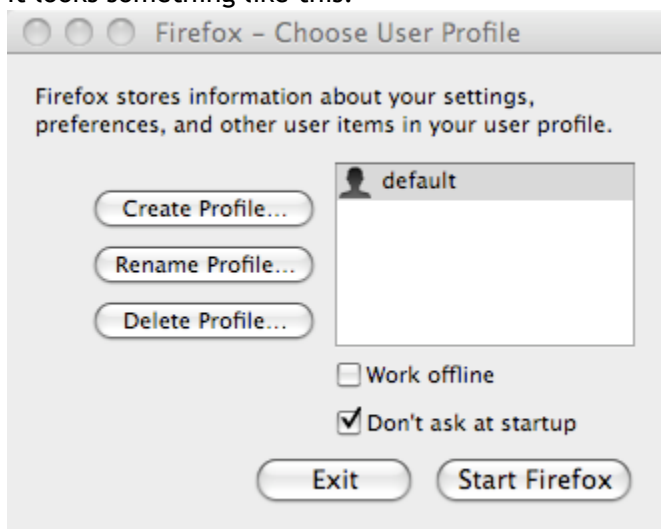 It looks something like this:
Firefox – Choose User Profile
Firefox stores information about your settings,
preferences, and other user items in your user profile.
default
Create Profile...
Rename Profile...
Delete Profile...
Work offline
Don't ask at startup
Exit
Start Firefox